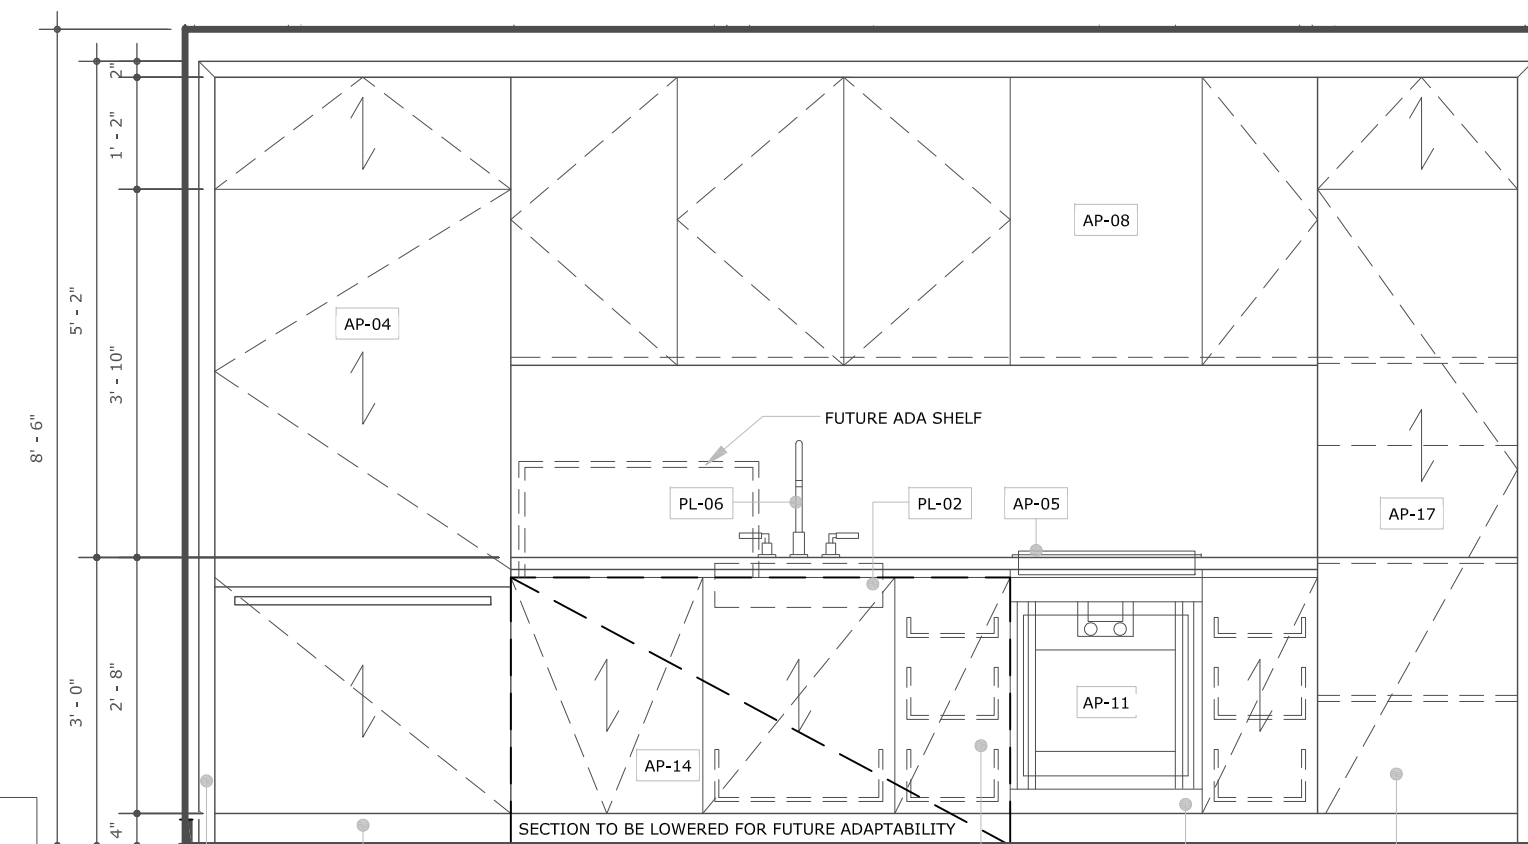 2"
1' - 2"
AP-08
5' - 2"
AP-04
3' - 10"
8' - 6"
FUTURE ADA SHELF
PL-06
PL-02
AP-05
AP-17
2' - 8"
3' - 0"
AP-11
AP-14
4"
SECTION TO BE LOWERED FOR FUTURE ADAPTABILITY